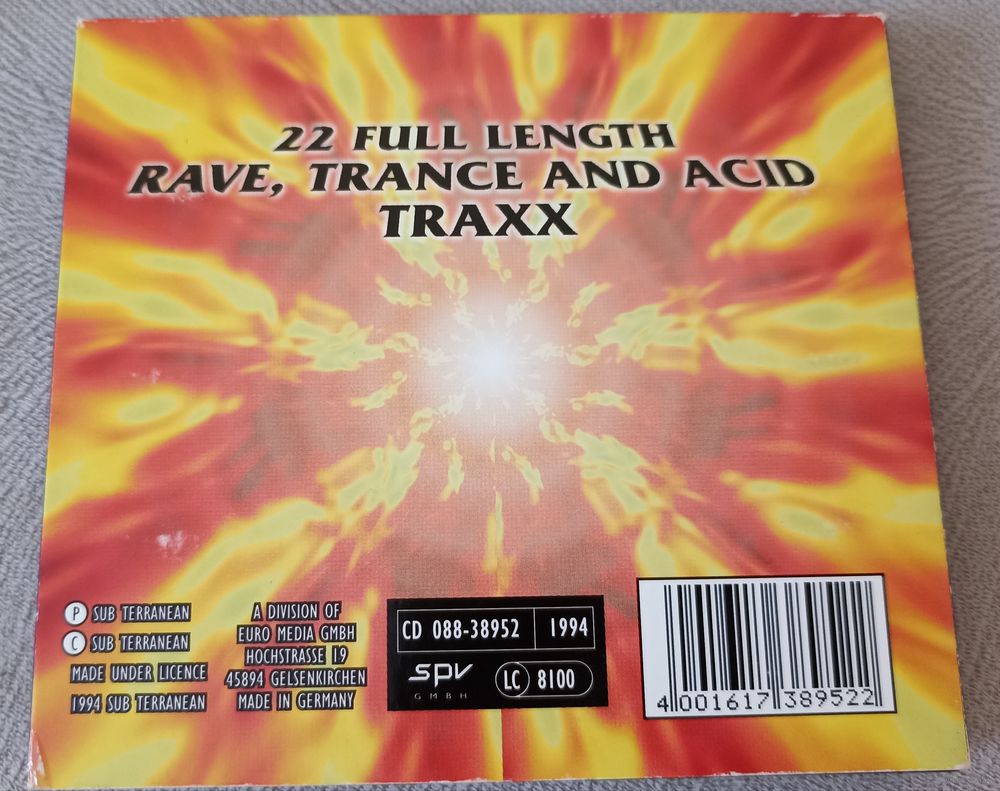 22 FULL LENGTH
RAVE, TRANCE AND ACID
TRAXX
P SUB TERRANEAN
C SUB TERRANEAN
MADE UNDER LICENCE
1994 SUB TERRANEAN
A DIVISION OF
EURO MEDIA GMBH
HOCHSTRASSE 19
45894 GELSENKIRCHEN
MADE IN GERMANY
CD 088-38952 1994
SPV
GMBH
LC 8100
4 001617 389522